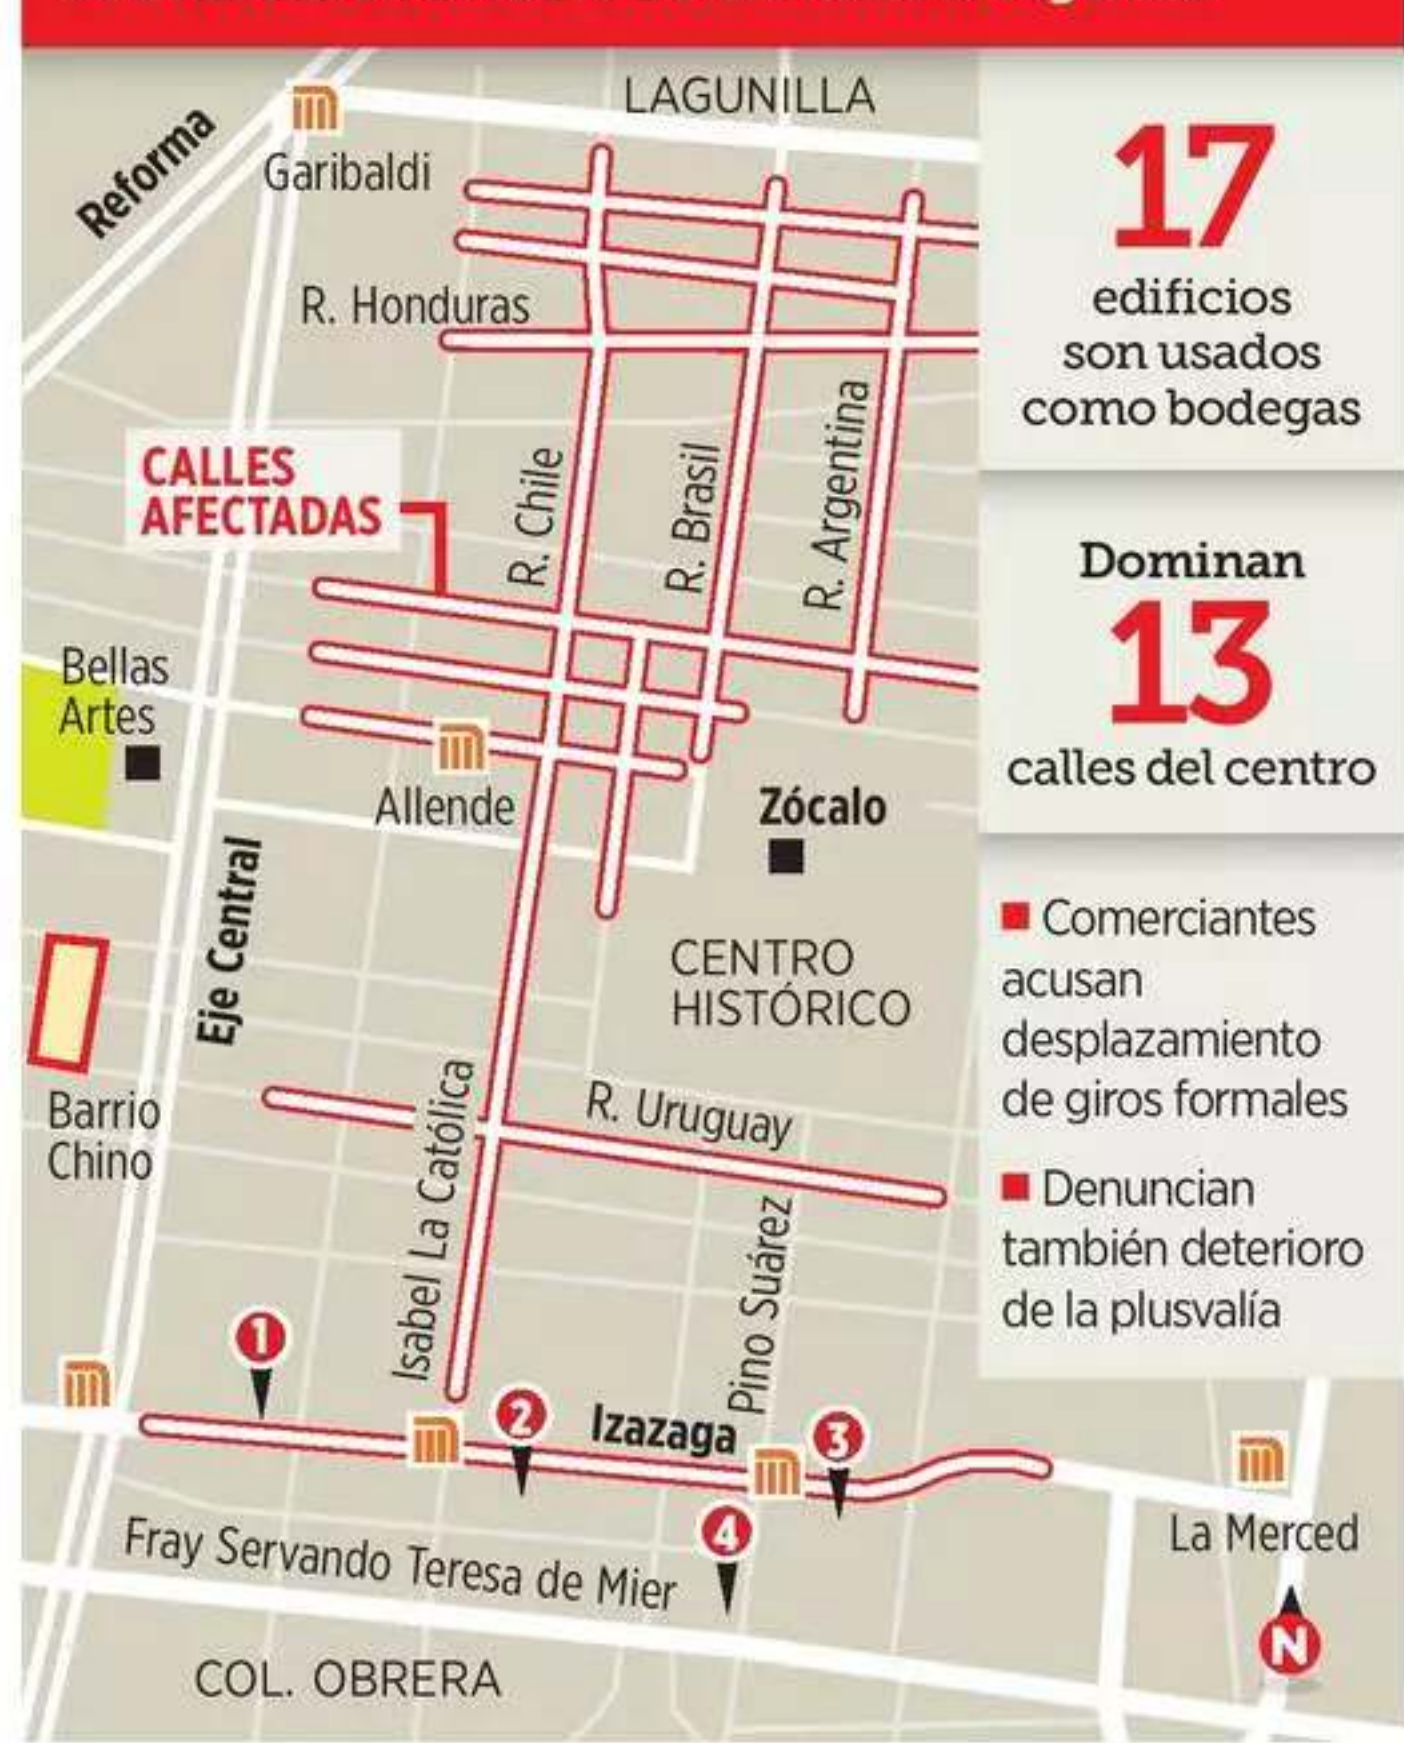 LAGUNILLA
Reforma
Garibaldi
R. Honduras
CALLES
AFECTADAS
R. Chile
R. Brasil
R. Argentina
Bellas
Artes
Allende
Zócalo
Eje Central
CENTRO
HISTÓRICO
Barrio
Chino
R. Uruguay
Isabel La Católica
Pino Suárez
1
2
Izazaga
3
4
Fray Servando Teresa de Mier
La Merced
N
COL. OBRERA
17
edificios
son usados
como bodegas
Dominan
13
calles del centro
Comerciantes
acusan
desplazamiento
de giros formales
Denuncian
también deterioro
de la plusvalía